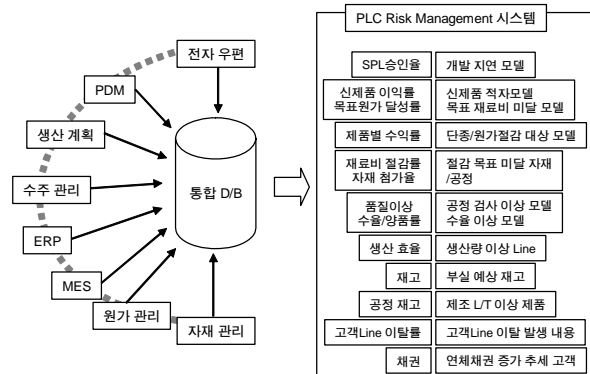 PLC Risk Management 시스템
전자 우편
PDM
생산 계획
수주 관리
ERP
MES
원가 관리
자재 관리
통합 D/B
SPL승인율
개발 지연 모델
신제품 이익률
목표원가 달성률
신제품 적자모델
목표 재료비 미달 모델
제품별 수익률
단종/원가절감 대상 모델
재료비 절감률
자재 첨가율
절감 목표 미달 자재
/공정
품질이상
수율/양품률
공정 검사 이상 모델
수율 이상 모델
생산 효율
생산량 이상 Line
재고
부실 예상 재고
공정 재고
제조 L/T 이상 제품
고객Line 이탈률
고객Line 이탈 발생 내용
채권
연체채권 증가 추세 고객